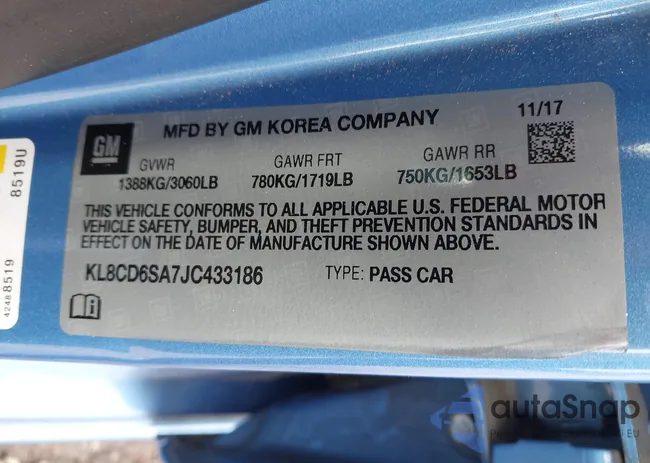 MFD BY GM KOREA COMPANY
11/17
GM
GVWR
1388KG/3060LB
GAWR FRT
780KG/1719LB
GAWR RR
750KG/1653LB
THIS VEHICLE CONFORMS TO ALL APPLICABLE U.S. FEDERAL MOTOR
VEHICLE SAFETY, BUMPER, AND THEFT PREVENTION STANDARDS IN
EFFECT ON THE DATE OF MANUFACTURE SHOWN ABOVE.
KL8CD6SA7JC433186
TYPE: PASS CAR
8519U
42488519
autoSnap